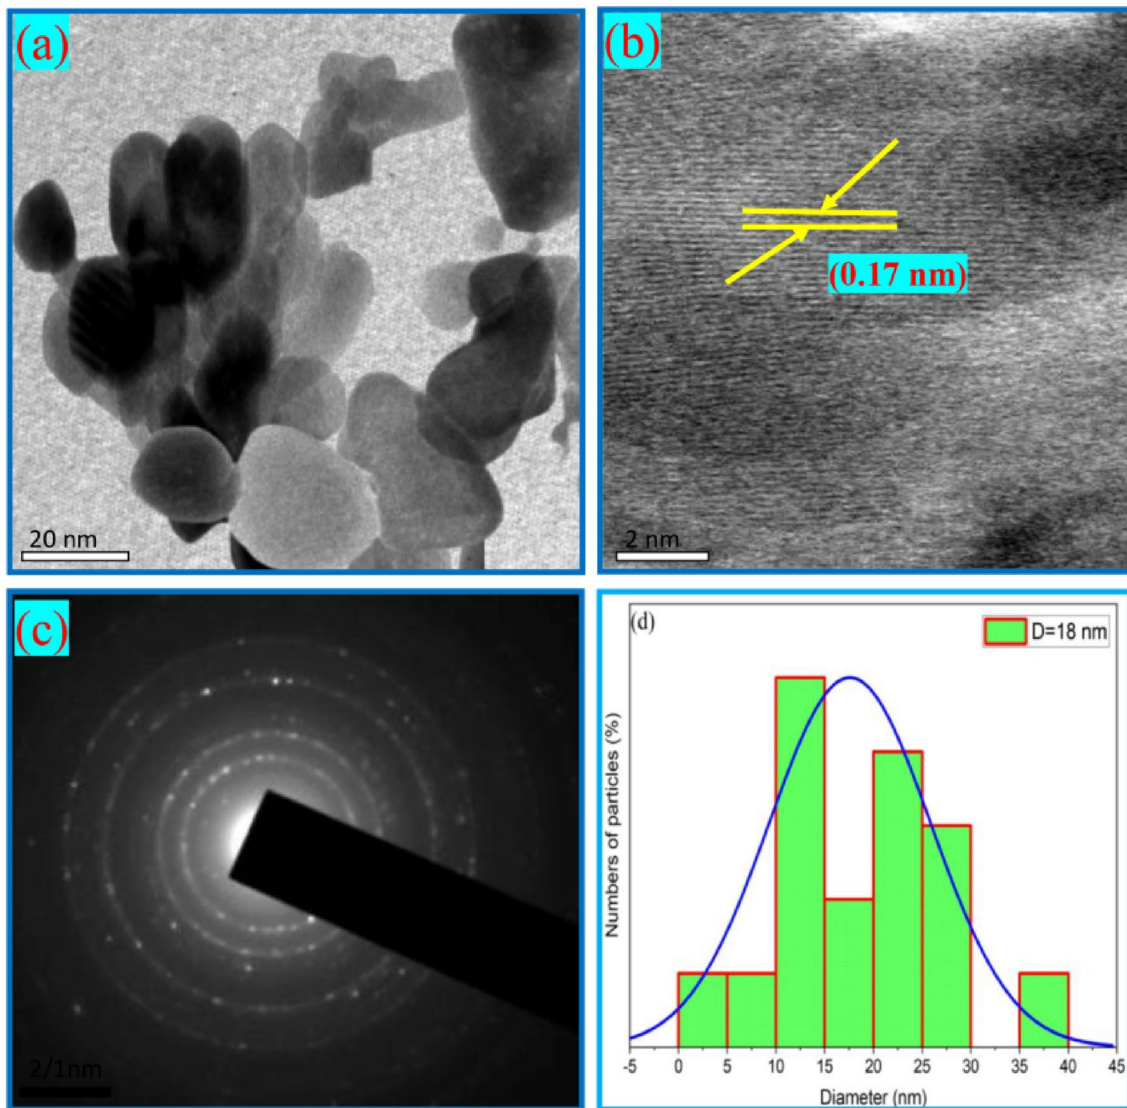 (a)
20 nm
(b)
(0.17 nm)
2 nm
(c)
2/1nm
(d)
D=18 nm
Numbers of particles (%)
-5 0 5 10 15 20 25 30 35 40 45
Diameter (nm)